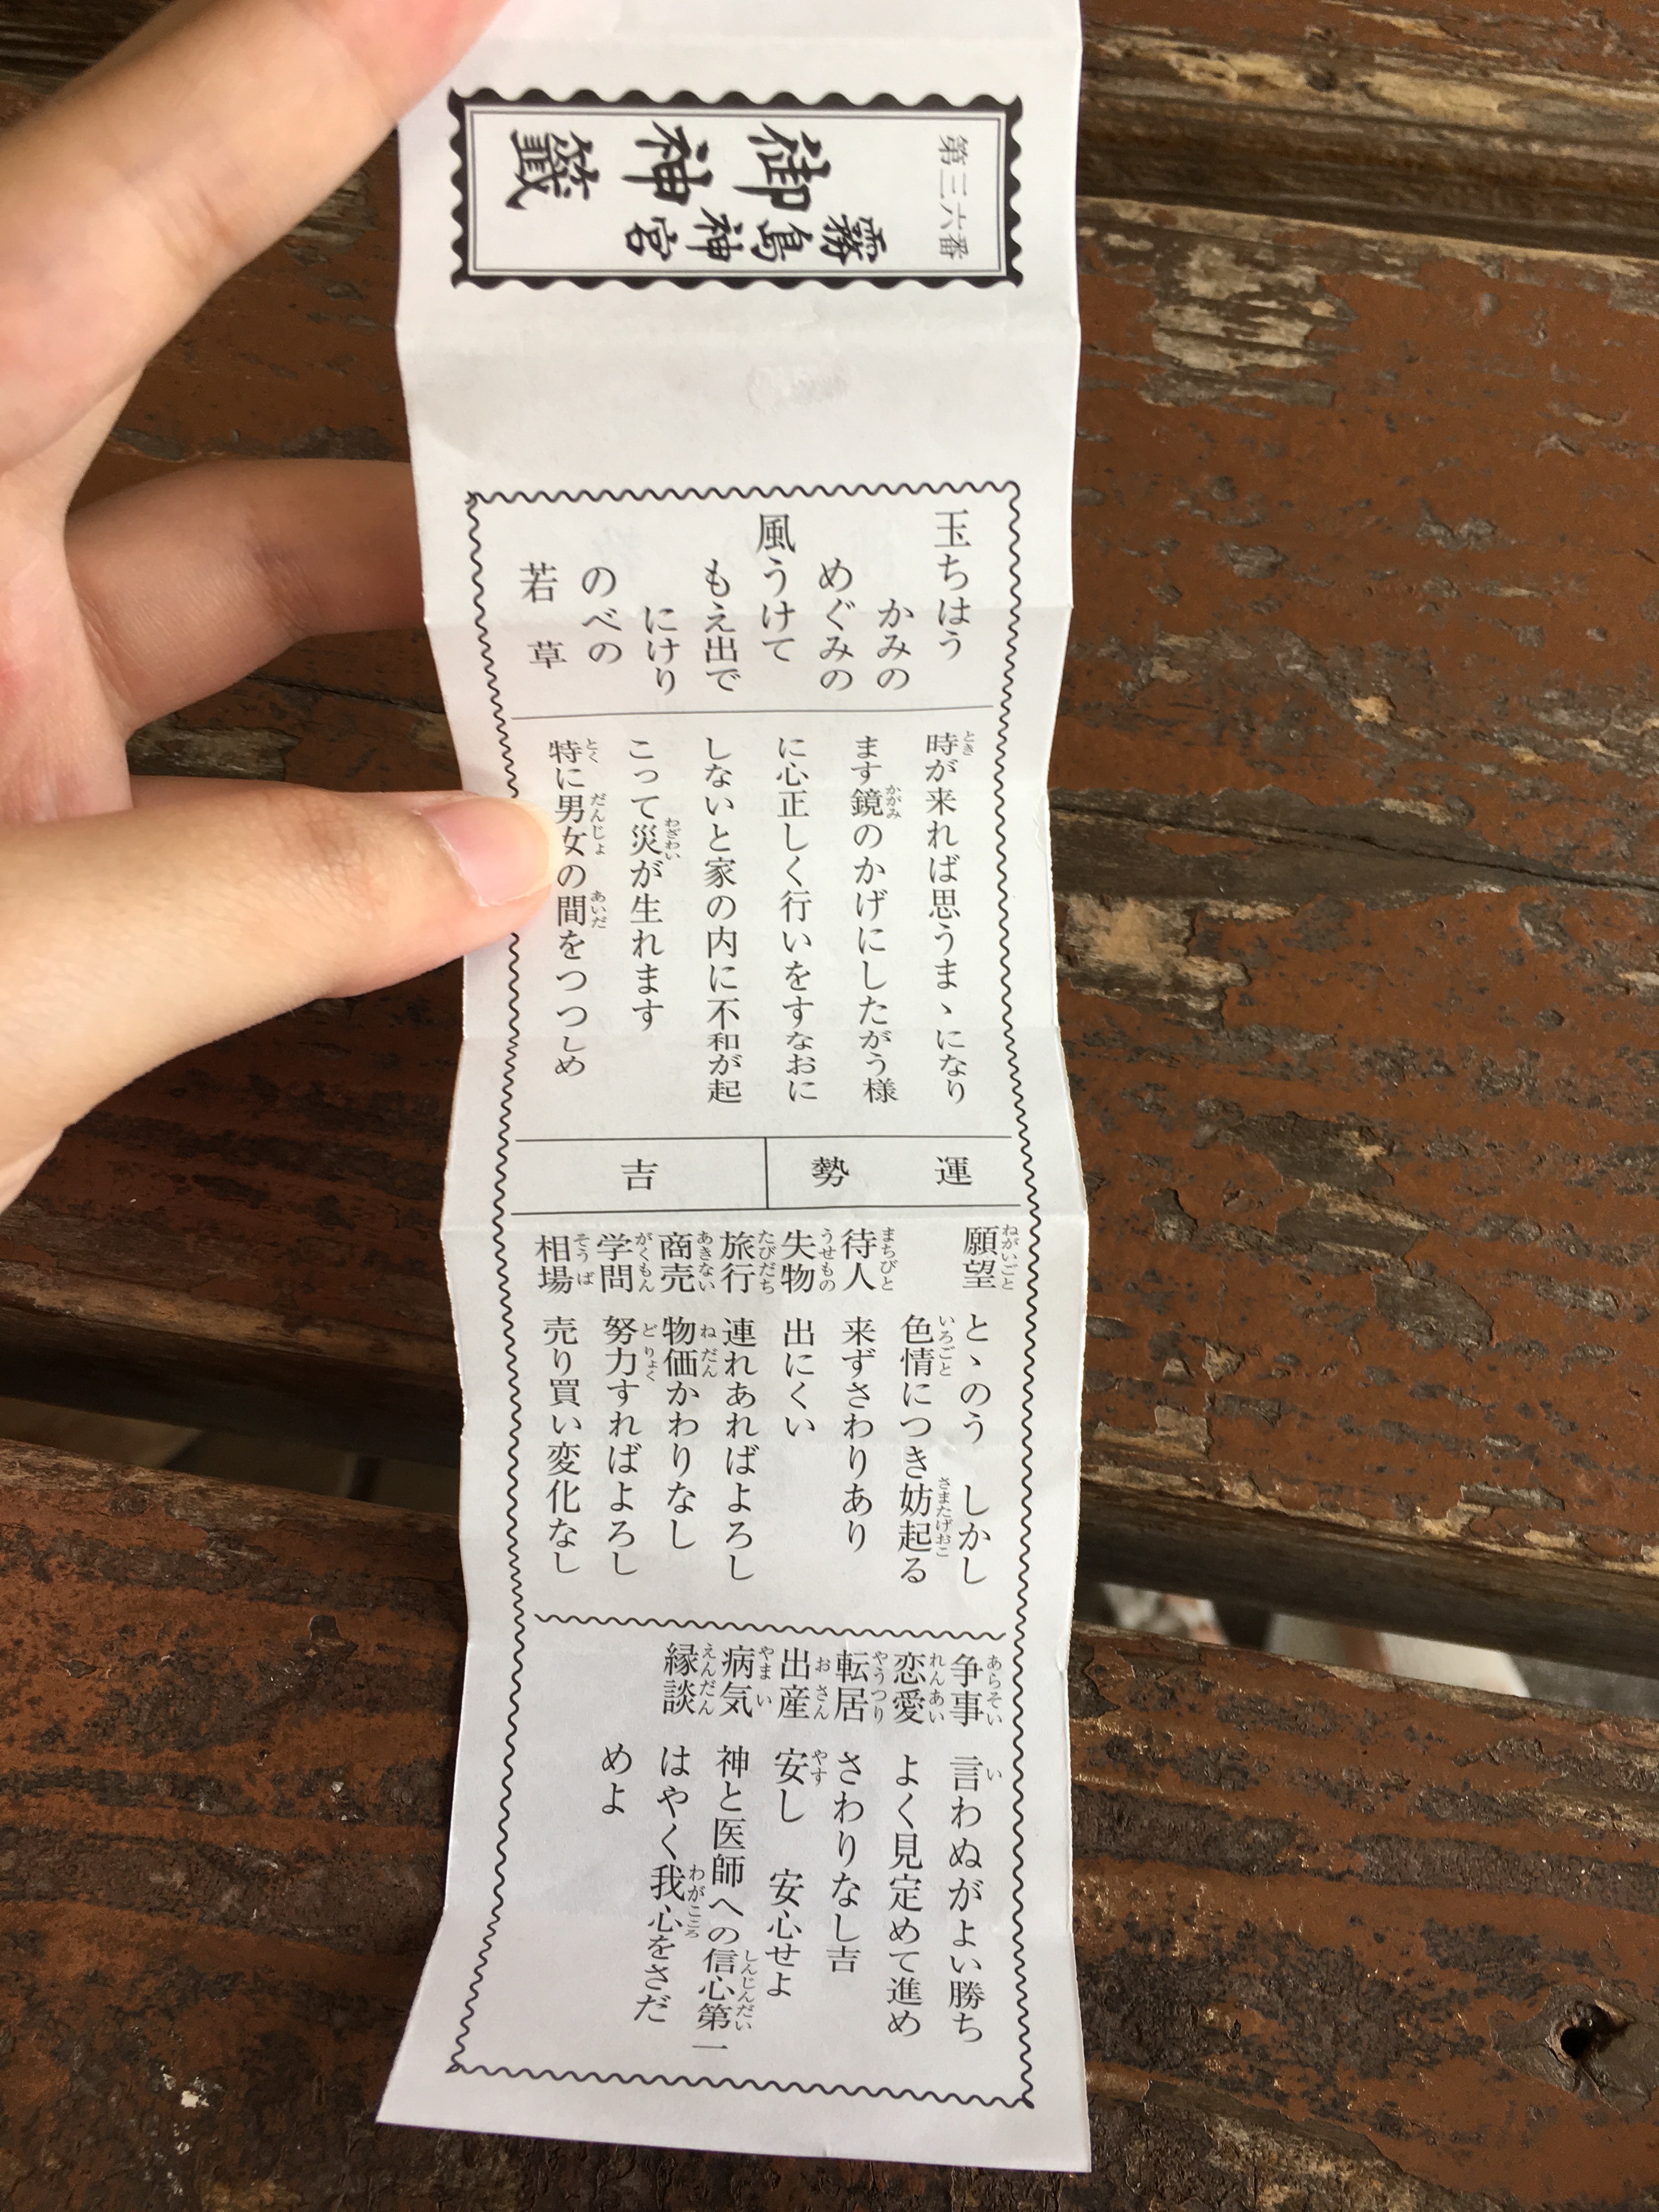 第三六番
御神籤
霧島神宮
玉ちはう
かみの
めぐみの
風うけて
もえ出で
にけり
のべの
若草
時が来れば思うまゝになり
ます鏡のかげにしたがう様
に心正しく行いをすなおに
しないと家の内に不和が起
こって災が生れます
特に男女の間をつつしめ
運勢
吉
願望 とゝのう しかし
色情につき妨起る
待人 来ずさわりあり
失物 出にくい
旅行 連れあればよろし
商売 物価かわりなし
学問 努力すればよろし
相場 売り買い変化なし
争事 言わぬがよい勝ち
恋愛 よく見定めて進め
転居 さわりなし吉
出産 安し 安心せよ
病気 神と医師への信心第一
縁談 はやく我心をさだ
めよ